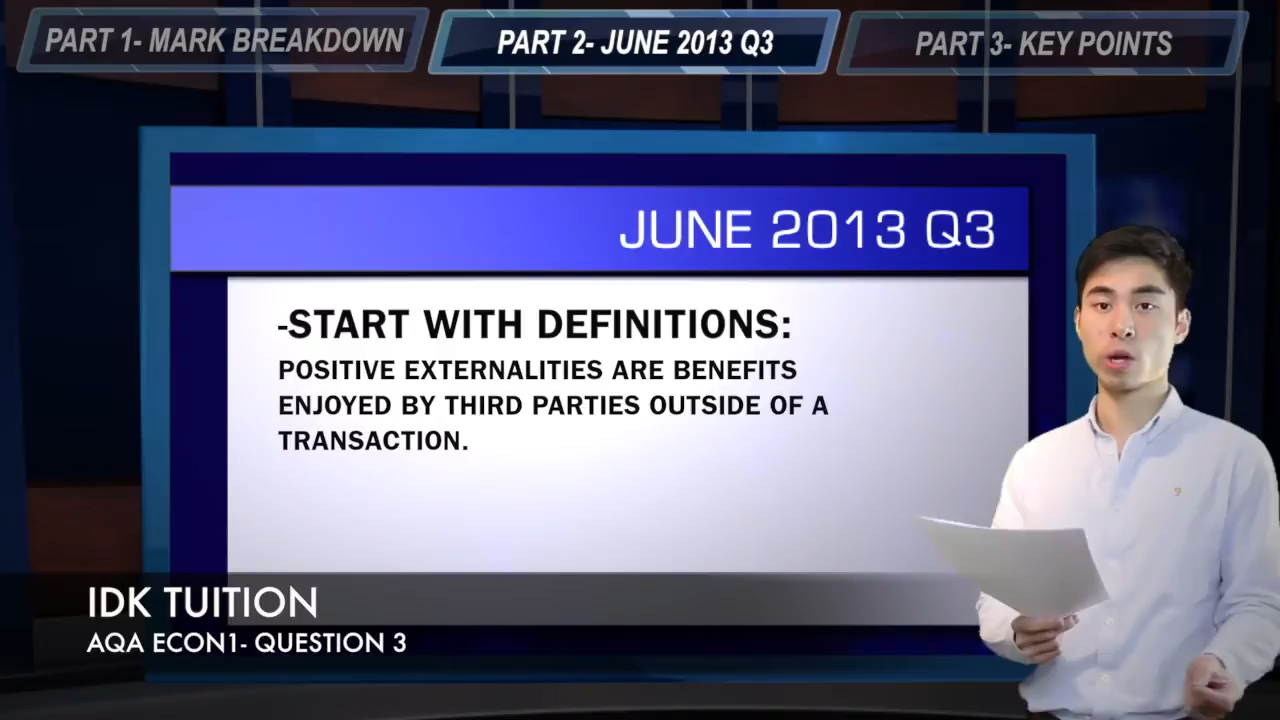 PART 1- MARK BREAKDOWN
PART 2- JUNE 2013 Q3
PART 3- KEY POINTS
JUNE 2013 Q3
-START WITH DEFINITIONS:
POSITIVE EXTERNALITIES ARE BENEFITS
ENJOYED BY THIRD PARTIES OUTSIDE OF A
TRANSACTION.
IDK TUITION
AQA ECON1- QUESTION 3